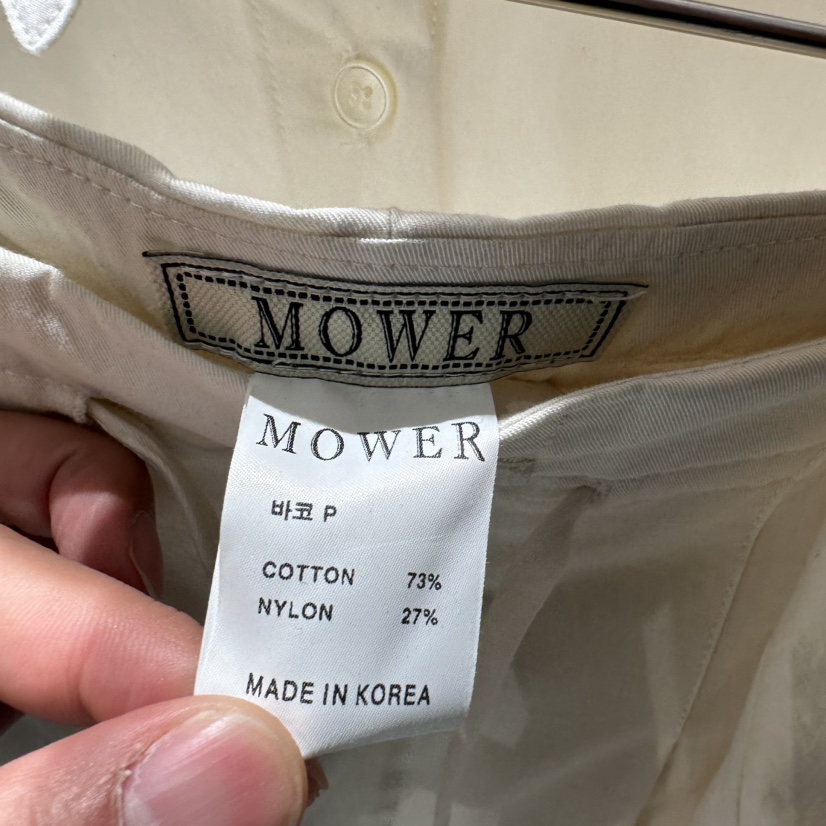 MOWER
MOWER
바코 P
COTTON 73%
NYLON 27%
MADE IN KOREA